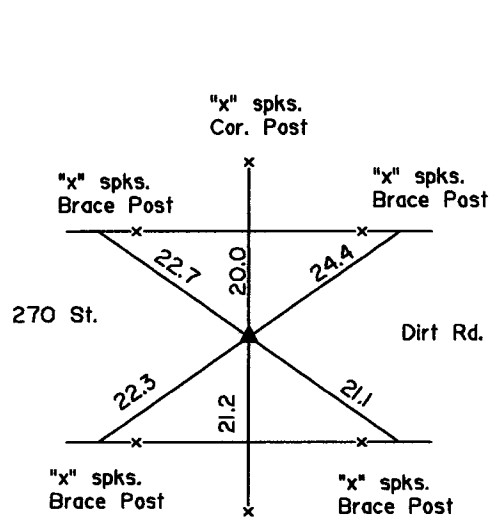 "x" spks.
Cor. Post
"x" spks.
Brace Post
"x" spks.
Brace Post
22.7
20.0
24.4
270 St.
Dirt Rd.
22.3
21.2
21.1
"x" spks.
Brace Post
"x" spks.
Brace Post